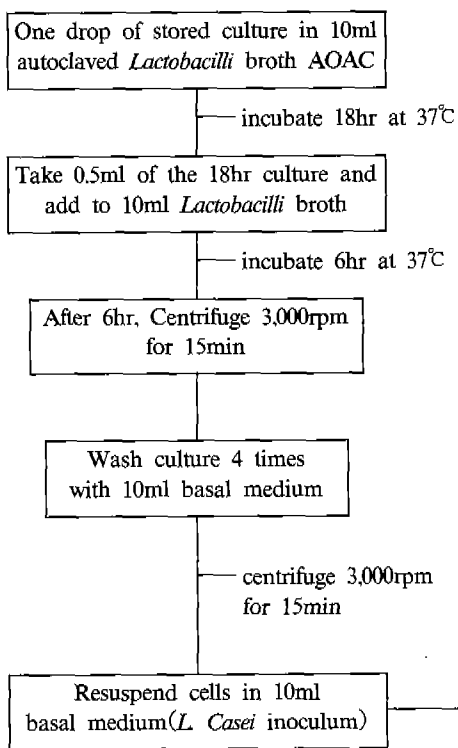 One drop of stored culture in 10ml
autoclaved Lactobacilli broth AOAC
incubate 18hr at 37℃
Take 0.5ml of the 18hr culture and
add to 10ml Lactobacilli broth
incubate 6hr at 37℃
After 6hr, Centrifuge 3,000rpm
for 15min
Wash culture 4 times
with 10ml basal medium
centrifuge 3,000rpm
for 15min
Resuspend cells in 10ml
basal medium(L. Casei inoculum)